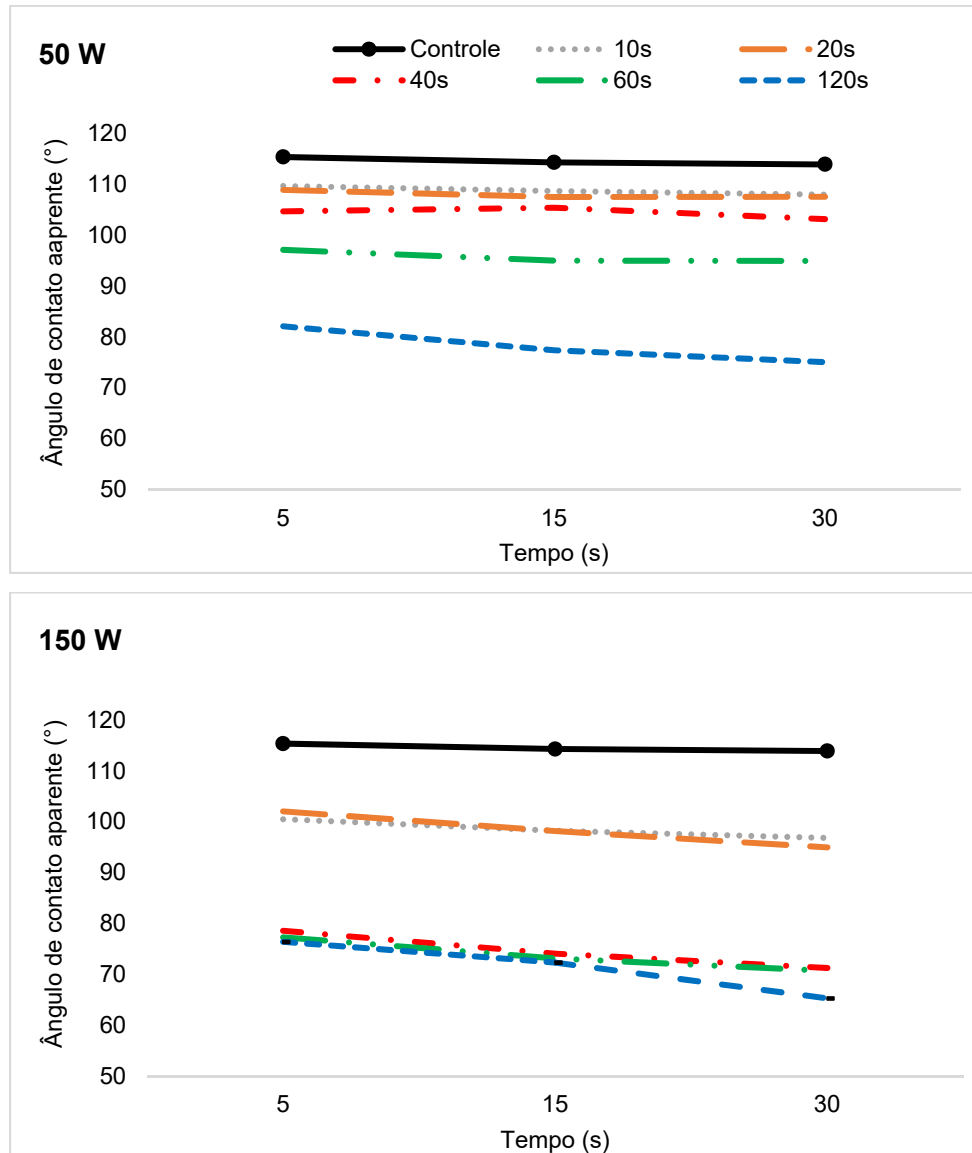 50 W
Controle 10s 20s
40s 60s 120s
Ângulo de contato aaprente (°)
120
110
100
90
80
70
60
50
5 15 30
Tempo (s)
150 W
Ângulo de contato aparente (°)
120
110
100
90
80
70
60
50
5 15 30
Tempo (s)